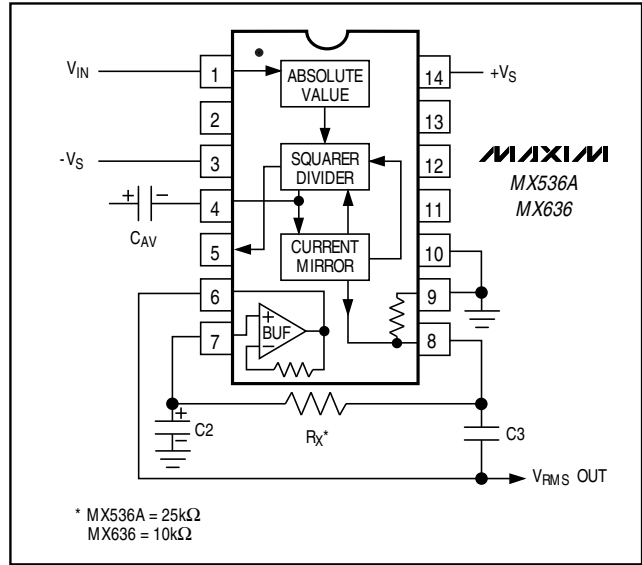 VIN
-VS
+ −
CAV
1
2
3
4
5
6
7
ABSOLUTE
VALUE
SQUARER
DIVIDER
CURRENT
MIRROR
+
BUF
−
14
13
12
11
10
9
8
+VS
MAXIM
MX536A
MX636
+
−
C2
RX*
C3
VRMS OUT
* MX536A = 25kΩ
MX636 = 10kΩ